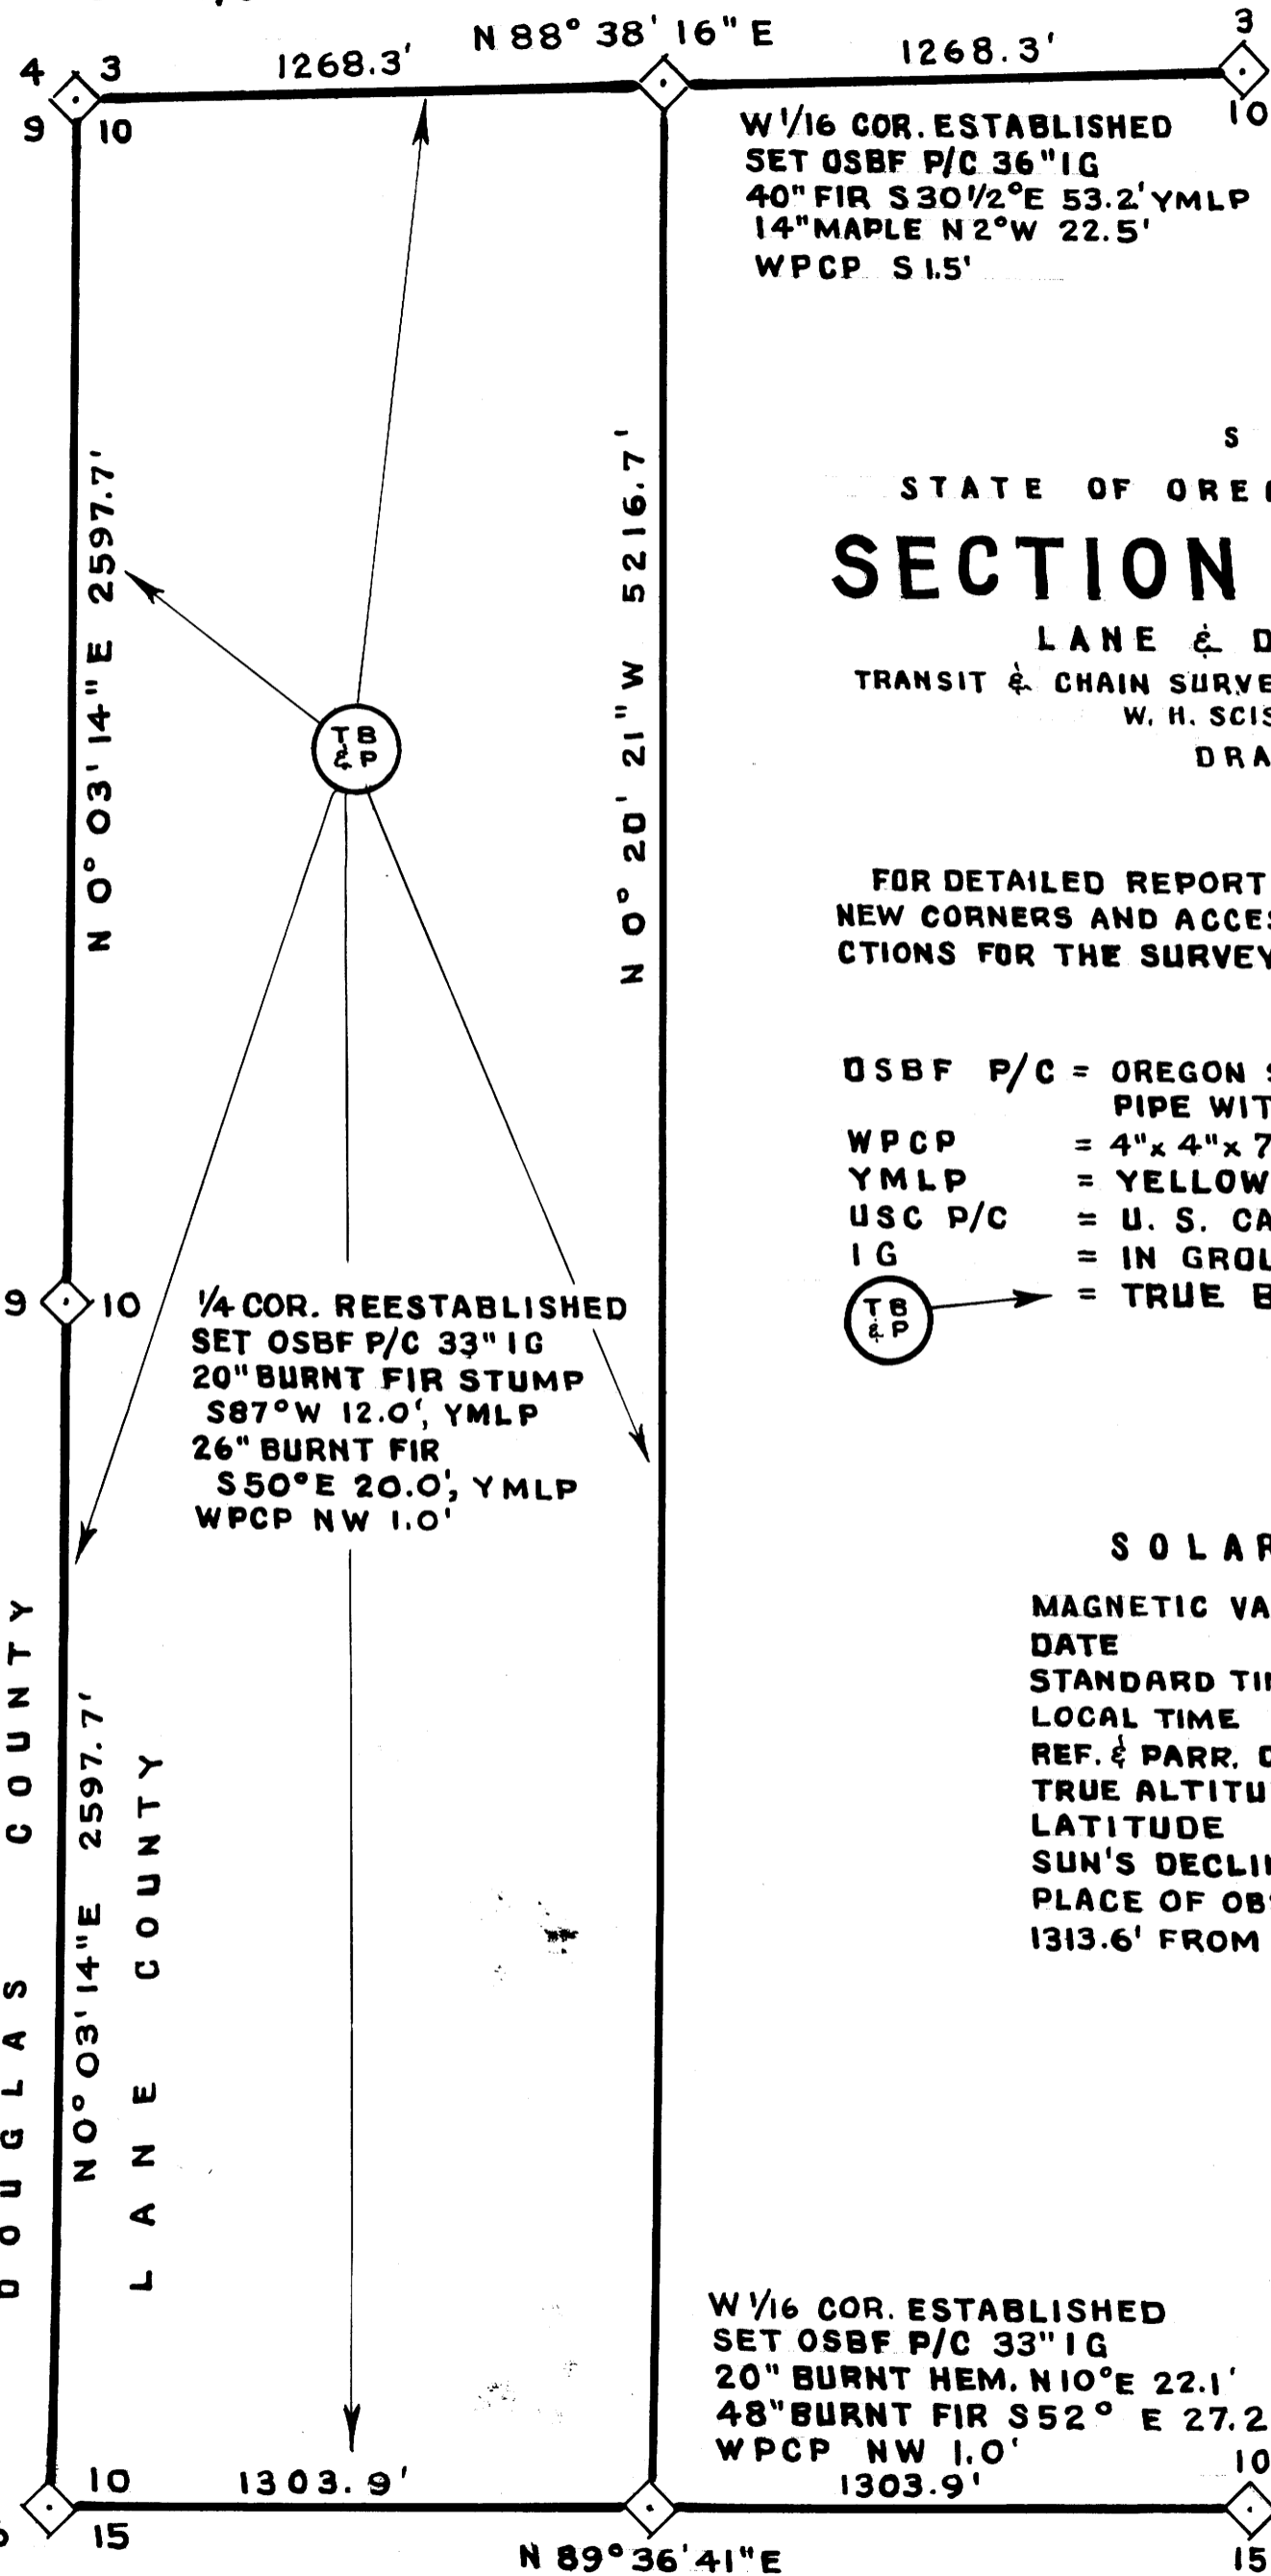 N 88° 38' 16" E
1268.3'
1268.3'
4 3
9 10
3
10
W 1/16 COR. ESTABLISHED
SET OSBF P/C 36" IG
40" FIR S 30 1/2° E 53.2' YMLP
14" MAPLE N 2° W 22.5'
WPCP S 1.5'
N 0° 03' 14" E 2597.7'
N 0° 20' 21" W 5216.7'
T B
& P
S
STATE OF OREG
SECTION
LANE & D
TRANSIT & CHAIN SURVE
W. H. SCIS
DRA
FOR DETAILED REPORT
NEW CORNERS AND ACCES
CTIONS FOR THE SURVEY
OSBF P/C = OREGON S
PIPE WIT
WPCP = 4" x 4" x 7
YMLP = YELLOW
USC P/C = U. S. CA
IG = IN GROU
T B
& P
= TRUE B
9 10
1/4 COR. REESTABLISHED
SET OSBF P/C 33" IG
20" BURNT FIR STUMP
S87°W 12.0', YMLP
26" BURNT FIR
S50°E 20.0', YMLP
WPCP NW 1.0'
DOUGLAS COUNTY
N 0° 03' 14" E 2597.7'
LANE COUNTY
SOLAR
MAGNETIC VA
DATE
STANDARD TIM
LOCAL TIME
REF. & PARR. C
TRUE ALTITU
LATITUDE
SUN'S DECLIN
PLACE OF OBS
1313.6' FROM
W 1/16 COR. ESTABLISHED
SET OSBF P/C 33" IG
20" BURNT HEM. N 10° E 22.1'
48" BURNT FIR S 52° E 27.2
WPCP NW 1.0'
10
1303.9'
1303.9'
10
15
N 89° 36' 41" E
15